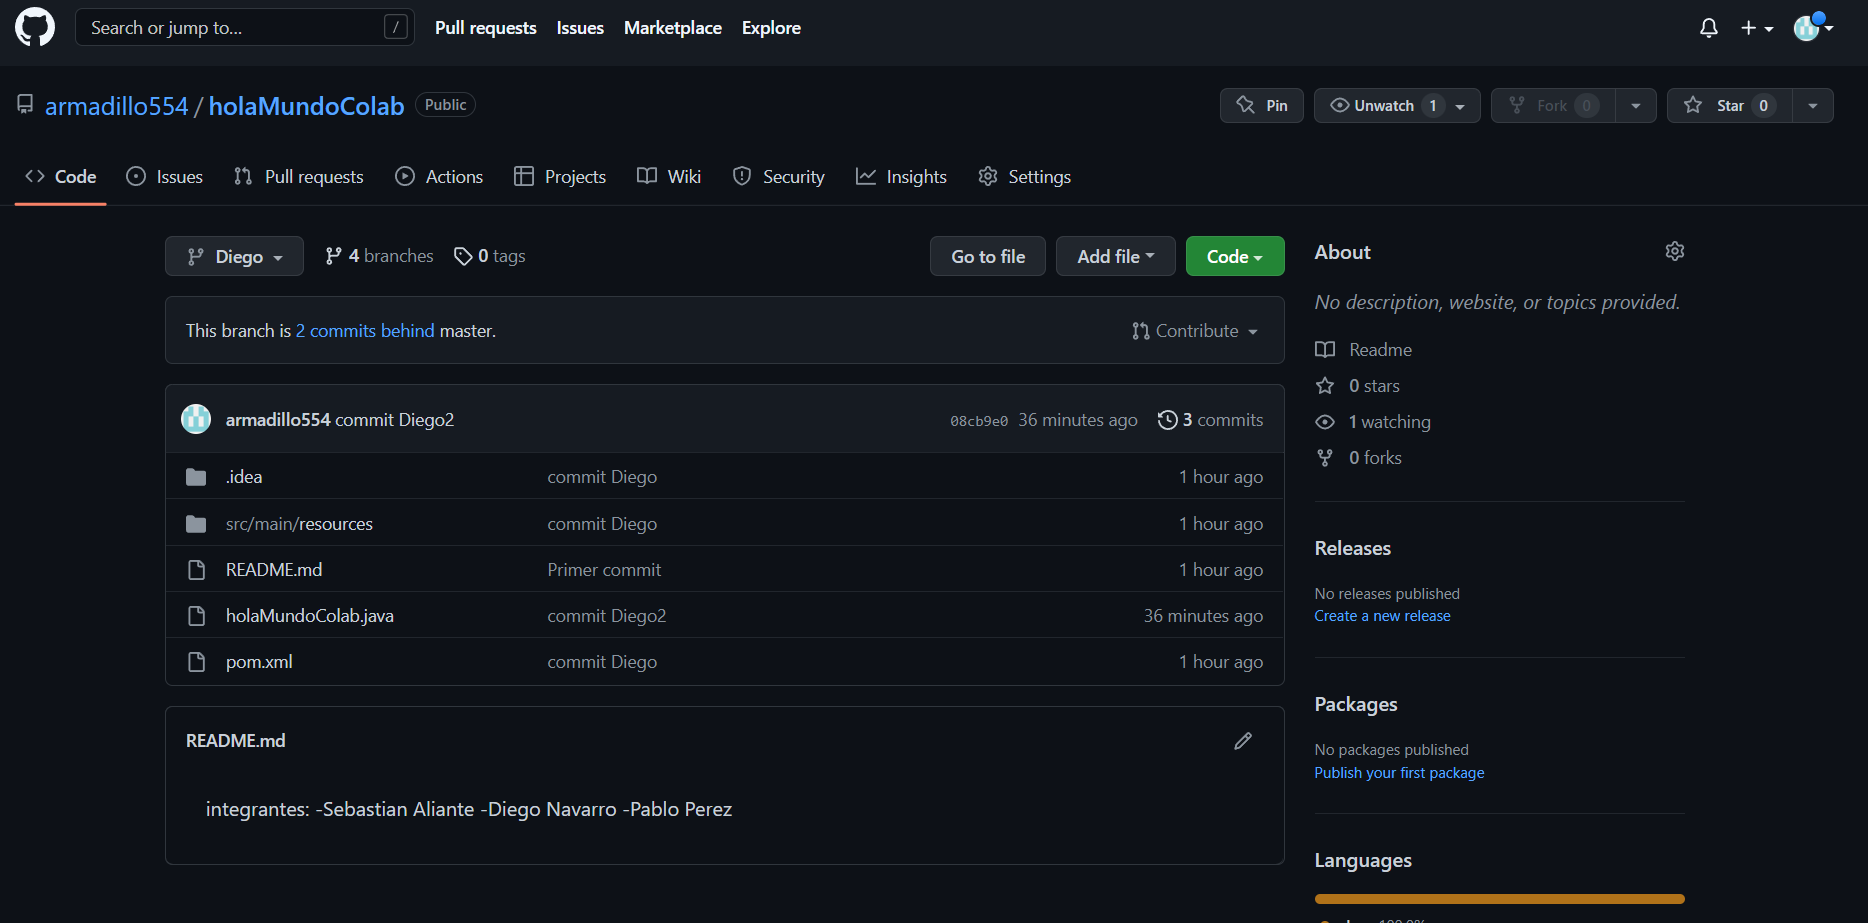 Search or jump to... /
Pull requests Issues Marketplace Explore
armadillo554 / holaMundoColab Public
Pin Unwatch 1 Fork 0 Star 0
Code Issues Pull requests Actions Projects Wiki Security Insights Settings
Diego 4 branches 0 tags Go to file Add file Code
This branch is 2 commits behind master. Contribute
armadillo554 commit Diego2 08cb9e0 36 minutes ago 3 commits
.idea commit Diego 1 hour ago
src/main/resources commit Diego 1 hour ago
README.md Primer commit 1 hour ago
holaMundoColab.java commit Diego2 36 minutes ago
pom.xml commit Diego 1 hour ago
README.md
integrantes: -Sebastian Aliante -Diego Navarro -Pablo Perez
About
No description, website, or topics provided.
Readme
0 stars
1 watching
0 forks
Releases
No releases published
Create a new release
Packages
No packages published
Publish your first package
Languages